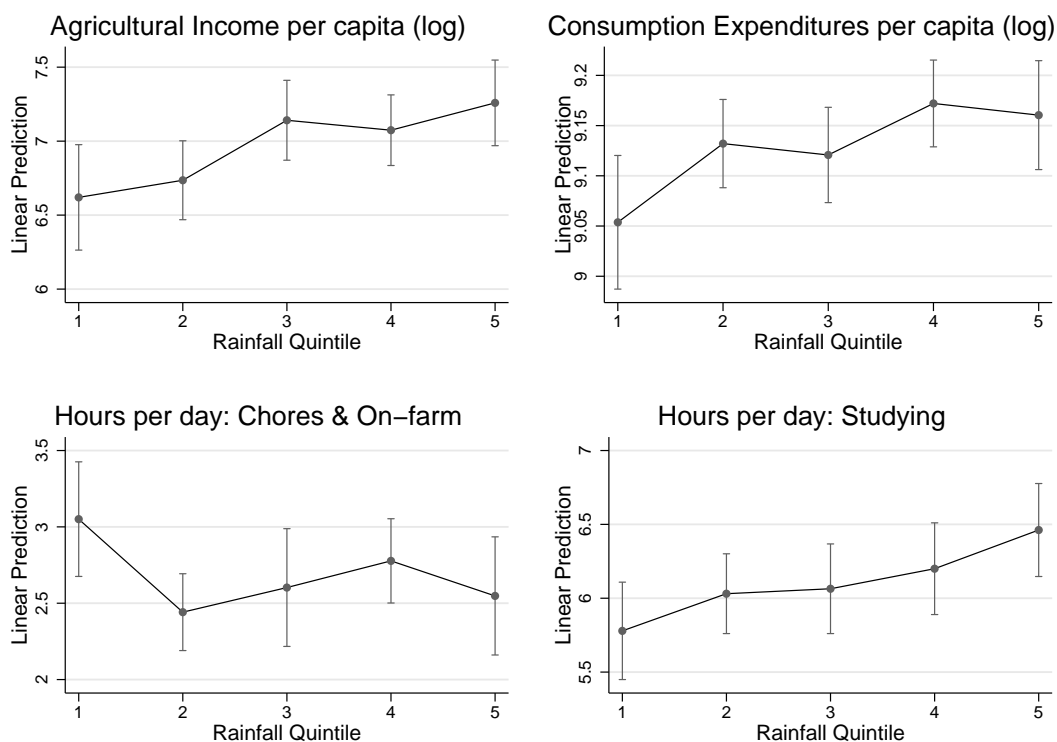 Agricultural Income per capita (log)
Linear Prediction
7.5
7
6.5
6
1 2 3 4 5
Rainfall Quintile
Consumption Expenditures per capita (log)
Linear Prediction
9.2
9.15
9.1
9.05
9
1 2 3 4 5
Rainfall Quintile
Hours per day: Chores & On−farm
Linear Prediction
3.5
3
2.5
2
1 2 3 4 5
Rainfall Quintile
Hours per day: Studying
Linear Prediction
7
6.5
6
5.5
1 2 3 4 5
Rainfall Quintile